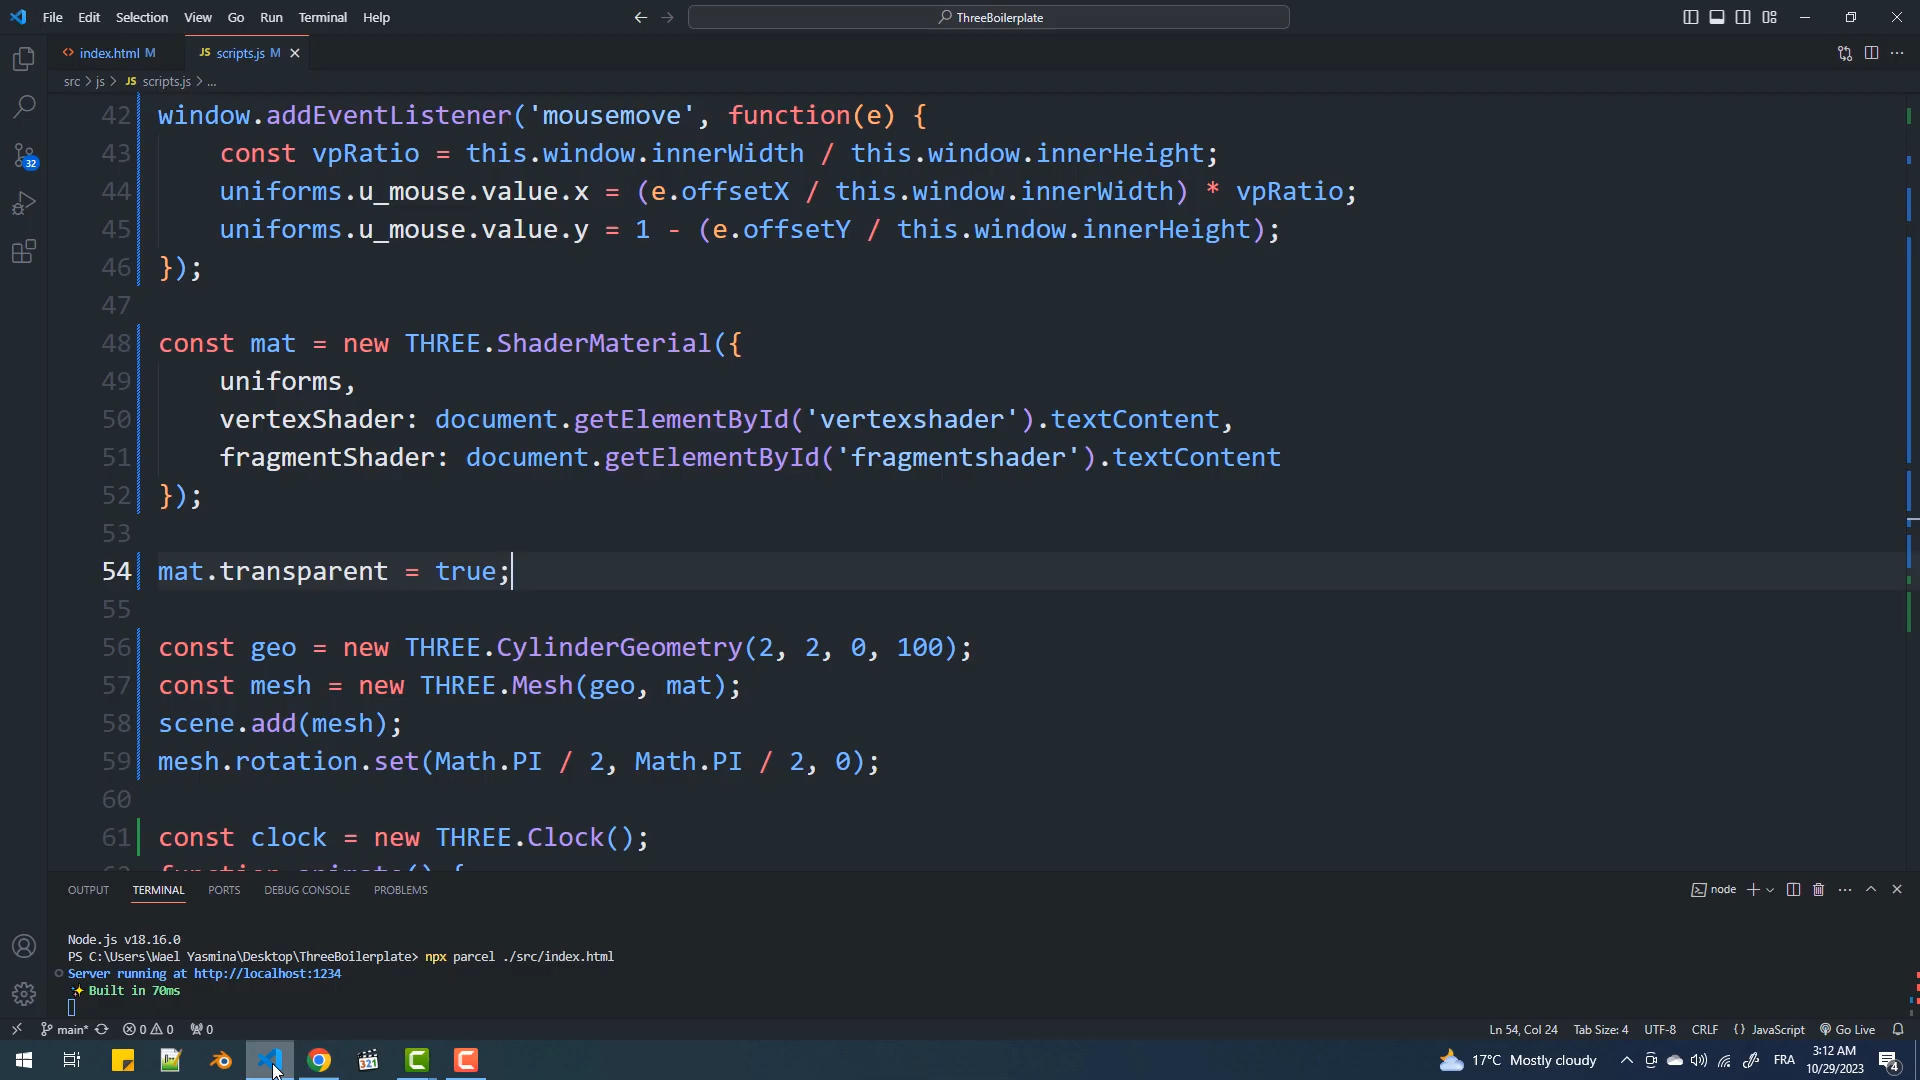 File Edit Selection View Go Run Terminal Help
ThreeBoilerplate
index.html M
JS scripts.js M
src > js > JS scripts.js > ...
42 window.addEventListener('mousemove', function(e) {
43 const vpRatio = this.window.innerWidth / this.window.innerHeight;
44 uniforms.u_mouse.value.x = (e.offsetX / this.window.innerWidth) * vpRatio;
45 uniforms.u_mouse.value.y = 1 - (e.offsetY / this.window.innerHeight);
46 });
47
48 const mat = new THREE.ShaderMaterial({
49 uniforms,
50 vertexShader: document.getElementById('vertexshader').textContent,
51 fragmentShader: document.getElementById('fragmentshader').textContent
52 });
53
54 mat.transparent = true;
55
56 const geo = new THREE.CylinderGeometry(2, 2, 0, 100);
57 const mesh = new THREE.Mesh(geo, mat);
58 scene.add(mesh);
59 mesh.rotation.set(Math.PI / 2, Math.PI / 2, 0);
60
61 const clock = new THREE.Clock();
32
OUTPUT TERMINAL PORTS DEBUG CONSOLE PROBLEMS
node
Node.js v18.16.0
PS C:\Users\Wael Yasmina\Desktop\ThreeBoilerplate> npx parcel ./src/index.html
Server running at http://localhost:1234
✨ Built in 70ms
main* 0 0 0
Ln 54, Col 24 Tab Size: 4 UTF-8 CRLF {} JavaScript Go Live
321
17°C Mostly cloudy
FRA
3:12 AM
10/29/2023
4